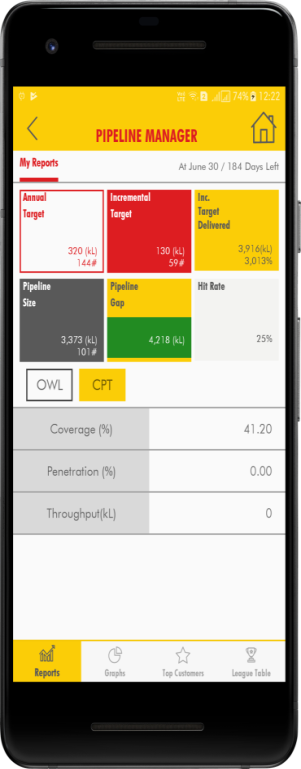 74% 12:22
PIPELINE MANAGER
My Reports
At June 30 / 184 Days Left
Annual
Target
320 (kL)
144#
Incremental
Target
130 (kL)
59#
Inc.
Target
Delivered
3,916(kL)
3,013%
Pipeline
Size
3,373 (kL)
101#
Pipeline
Gap
4,218 (kL)
Hit Rate
25%
OWL
CPT
Coverage (%)
41.20
Penetration (%)
0.00
Throughput(kL)
0
Reports
Graphs
Top Customers
League Table